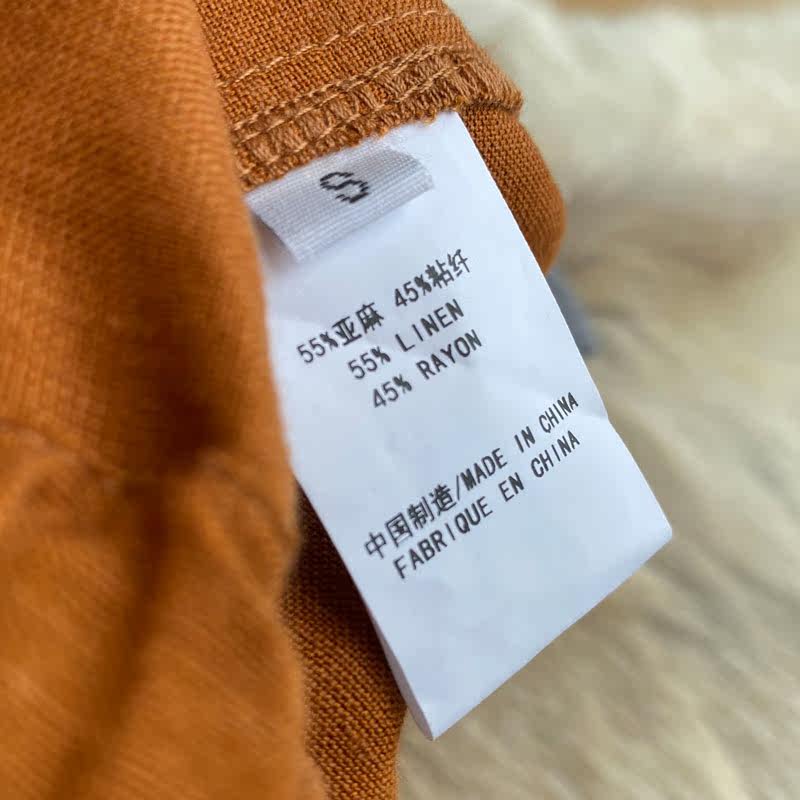 S
55%亚麻 45%粘纤
55% LINEN
45% RAYON
中国制造/MADE IN CHINA
FABRIQUE EN CHINA